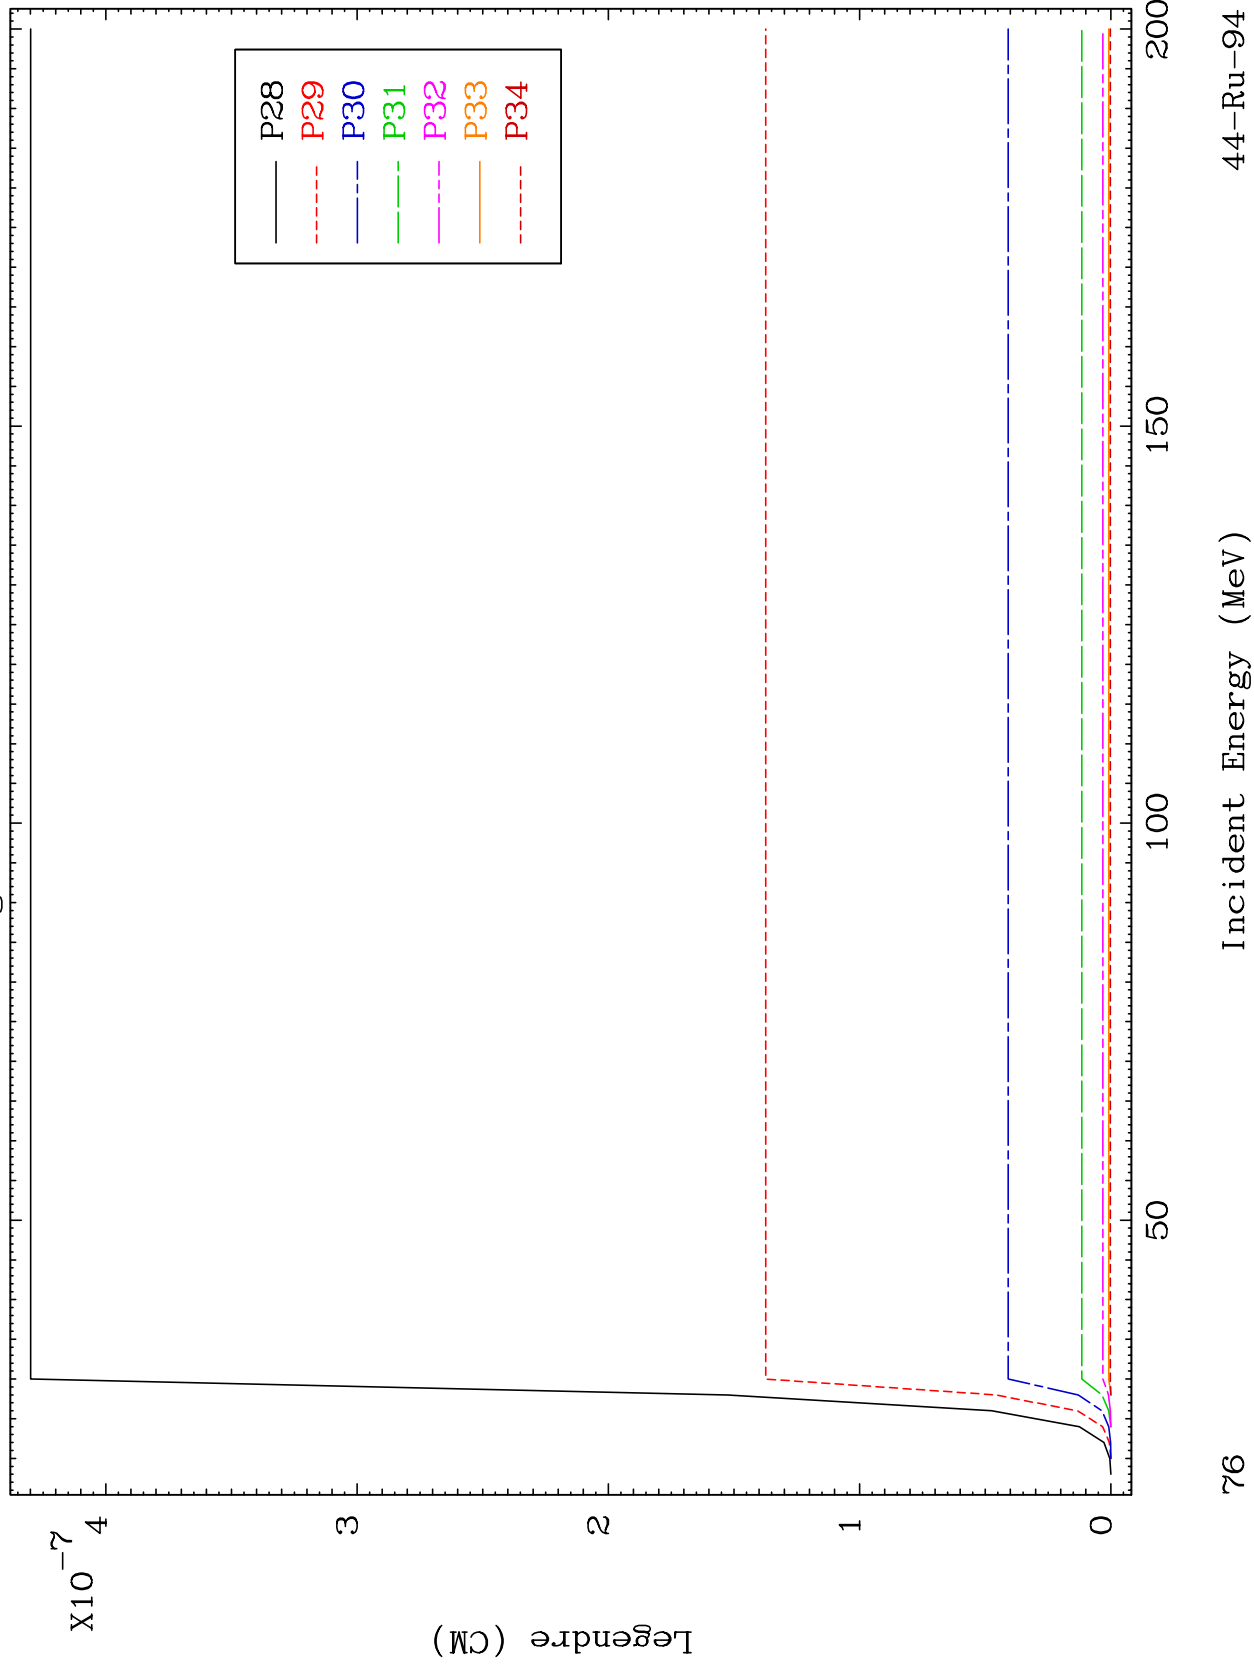 X10-7
4
3
2
1
0
Legendre (CM)
P28
P29
P30
P31
P32
P33
P34
50
100
150
200
Incident Energy (MeV)
76
44-Ru-94